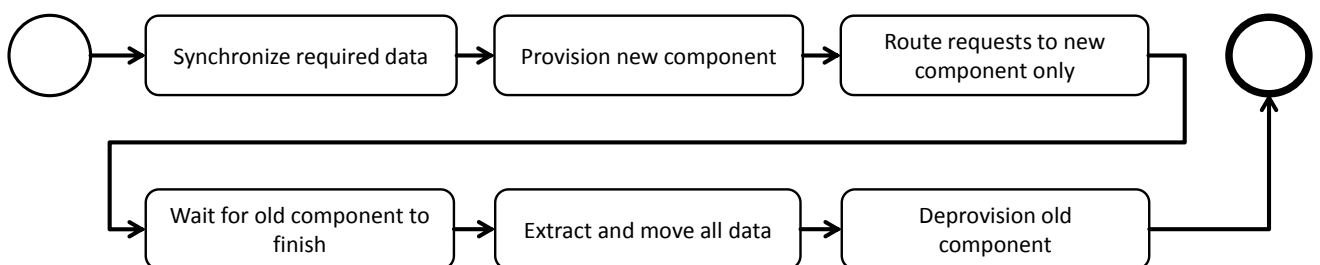 Synchronize required data
Provision new component
Route requests to new
component only
Wait for old component to
finish
Extract and move all data
Deprovision old
component